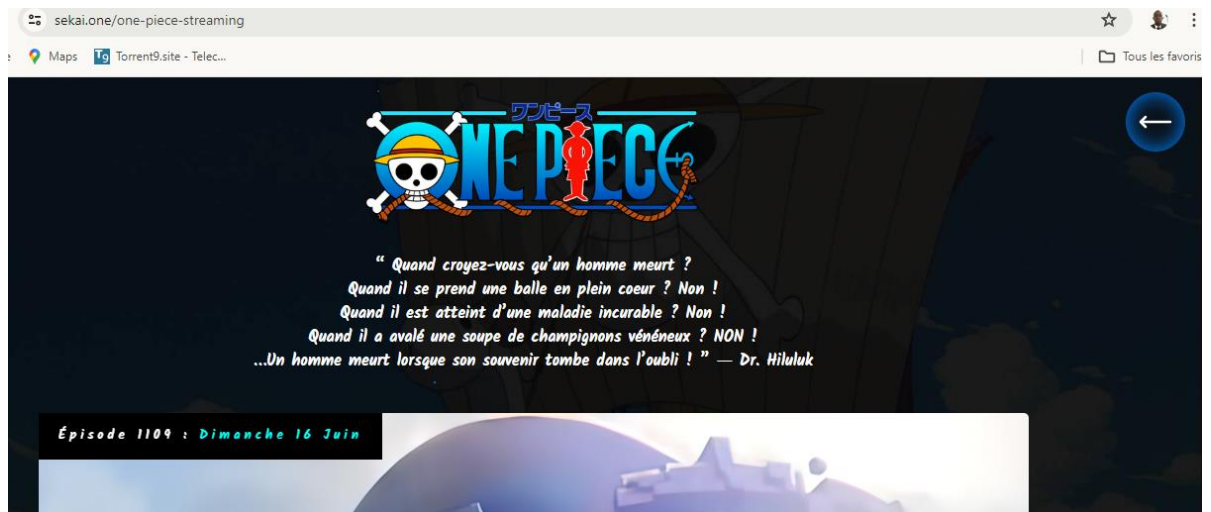 sekai.one/one-piece-streaming
Maps Torrent9.site - Telec... Tous les favoris
ワンピース
ONE PIECE
“ Quand croyez-vous qu’un homme meurt ?
Quand il se prend une balle en plein coeur ? Non !
Quand il est atteint d’une maladie incurable ? Non !
Quand il a avalé une soupe de champignons vénéneux ? NON !
...Un homme meurt lorsque son souvenir tombe dans l’oubli ! ” — Dr. Hiluluk
Épisode 1109 : Dimanche 16 Juin